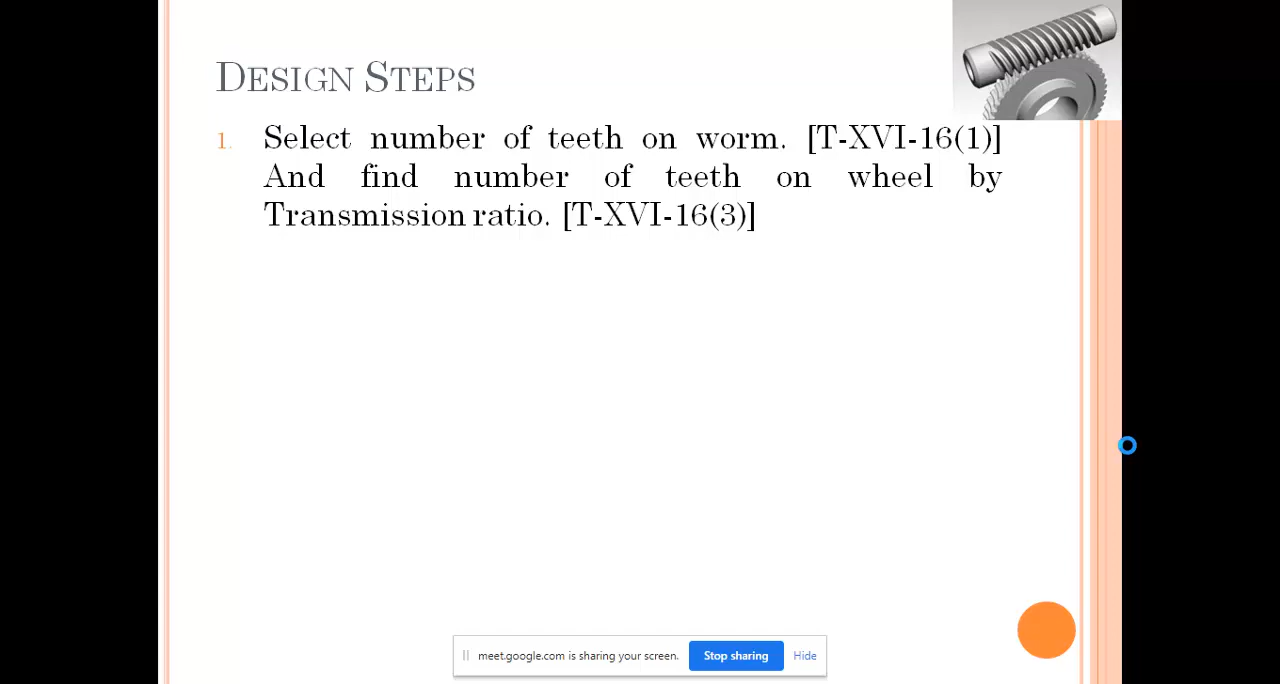 DESIGN STEPS
1. Select number of teeth on worm. [T-XVI-16(1)]
And find number of teeth on wheel by
Transmission ratio. [T-XVI-16(3)]
meet.google.com is sharing your screen. Stop sharing Hide